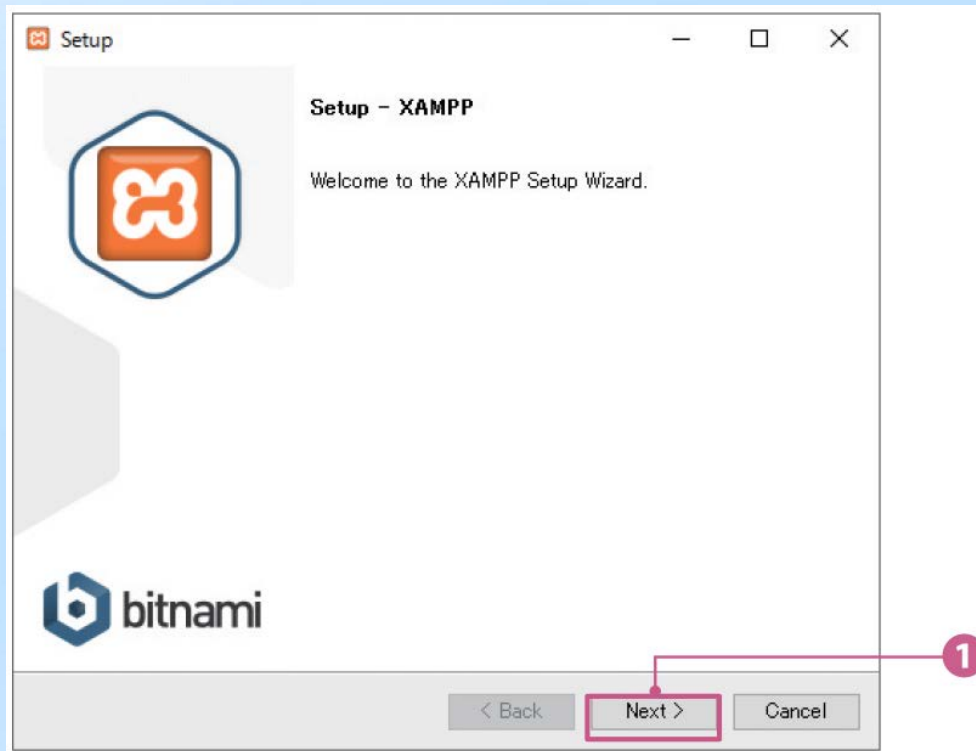 Setup
Setup - XAMPP
Welcome to the XAMPP Setup Wizard.
bitnami
1
< Back
Next >
Cancel